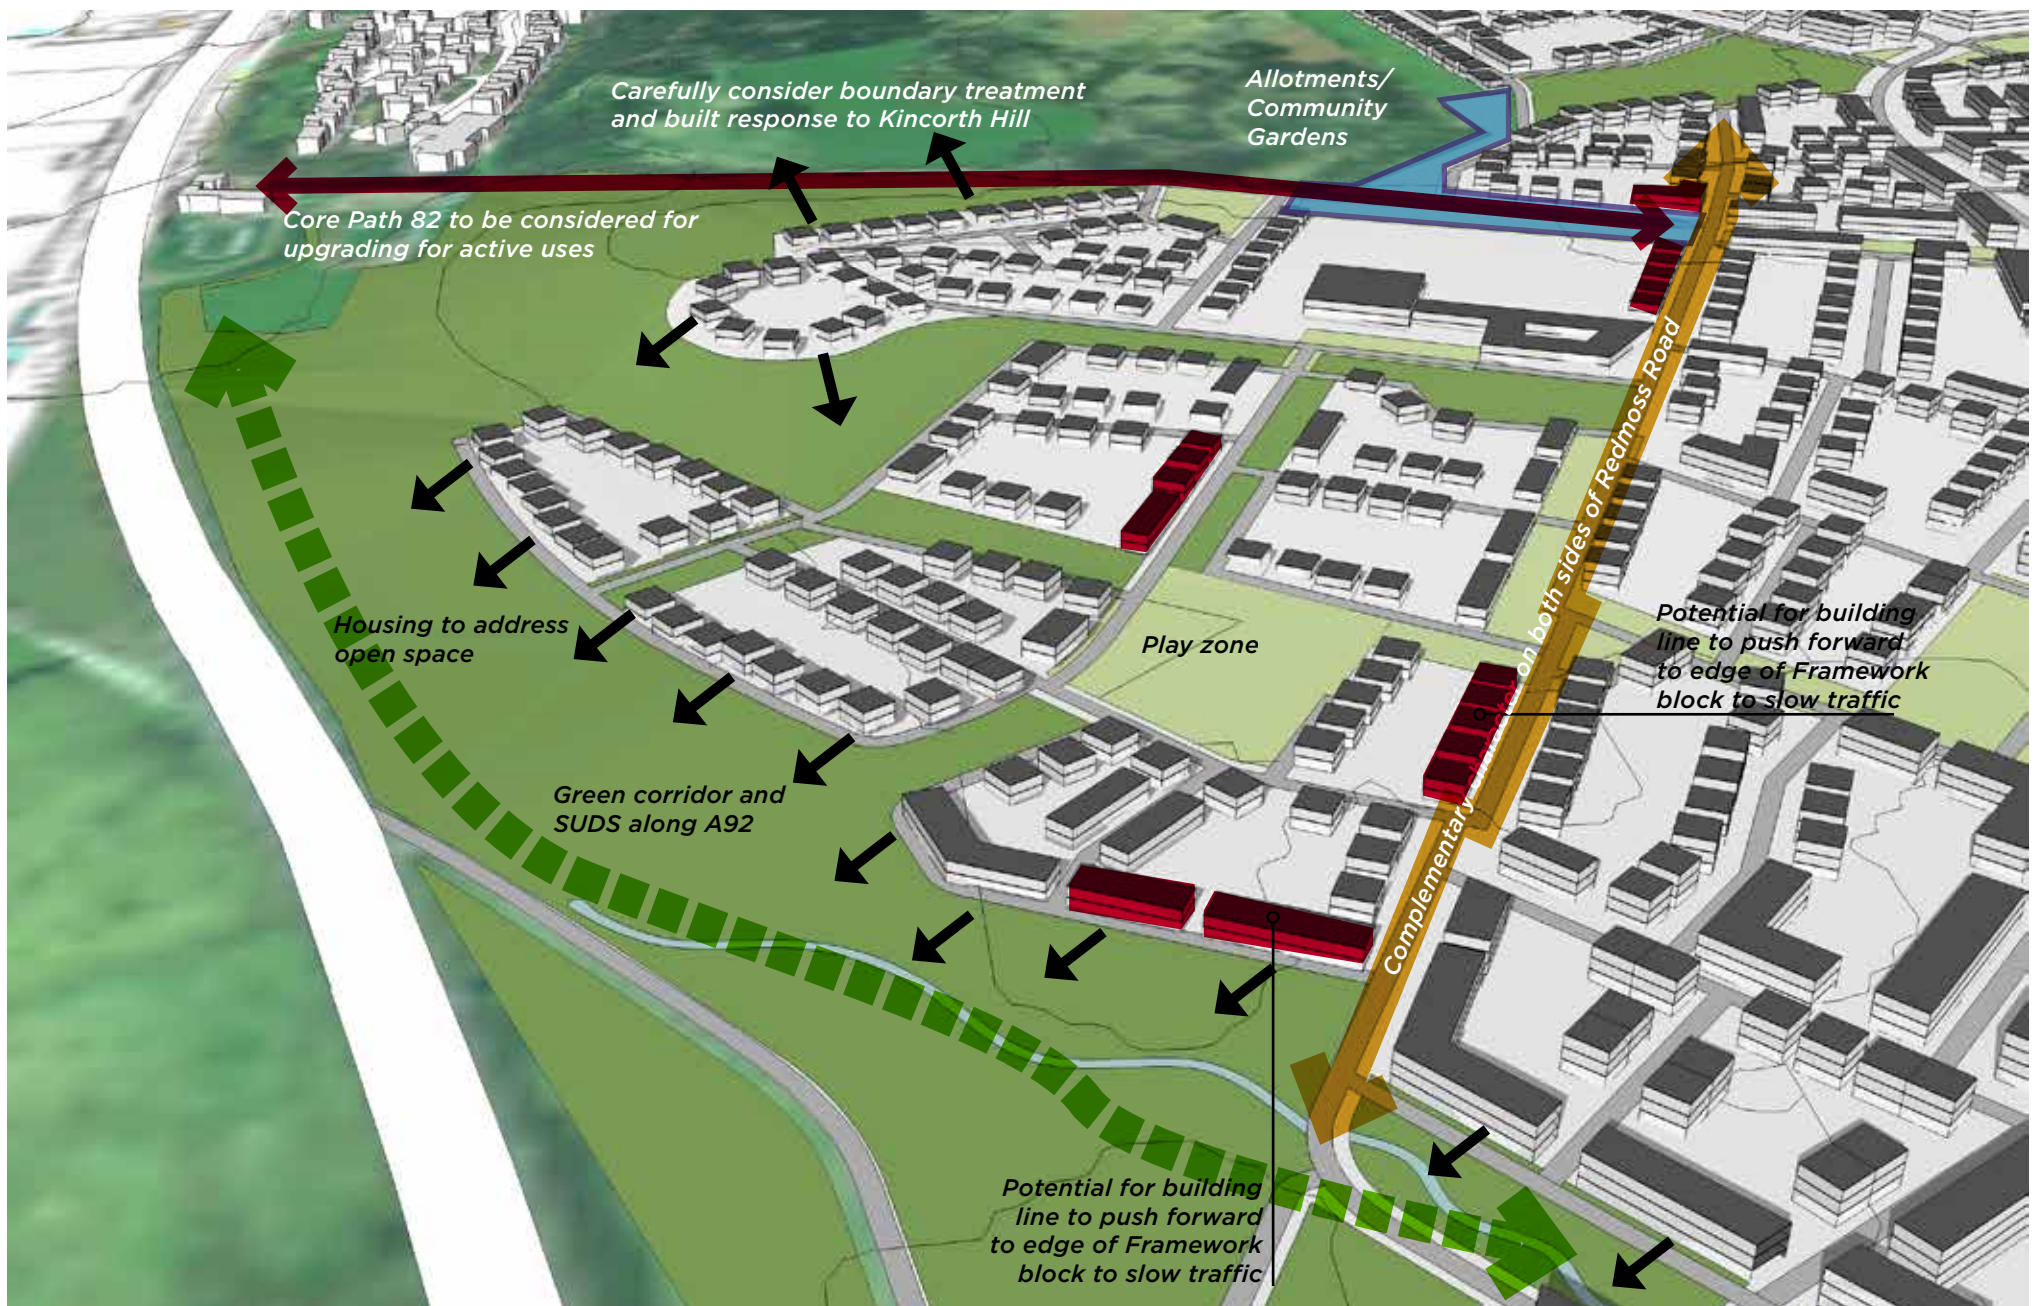 Carefully consider boundary treatment
and built response to Kincorth Hill
Allotments/
Community
Gardens
Core Path 82 to be considered for
upgrading for active uses
Housing to address
open space
Play zone
Potential for building
line to push forward
to edge of Framework
block to slow traffic
Green corridor and
SUDS along A92
Complementary on both sides of Redmoss Road
Potential for building
line to push forward
to edge of Framework
block to slow traffic